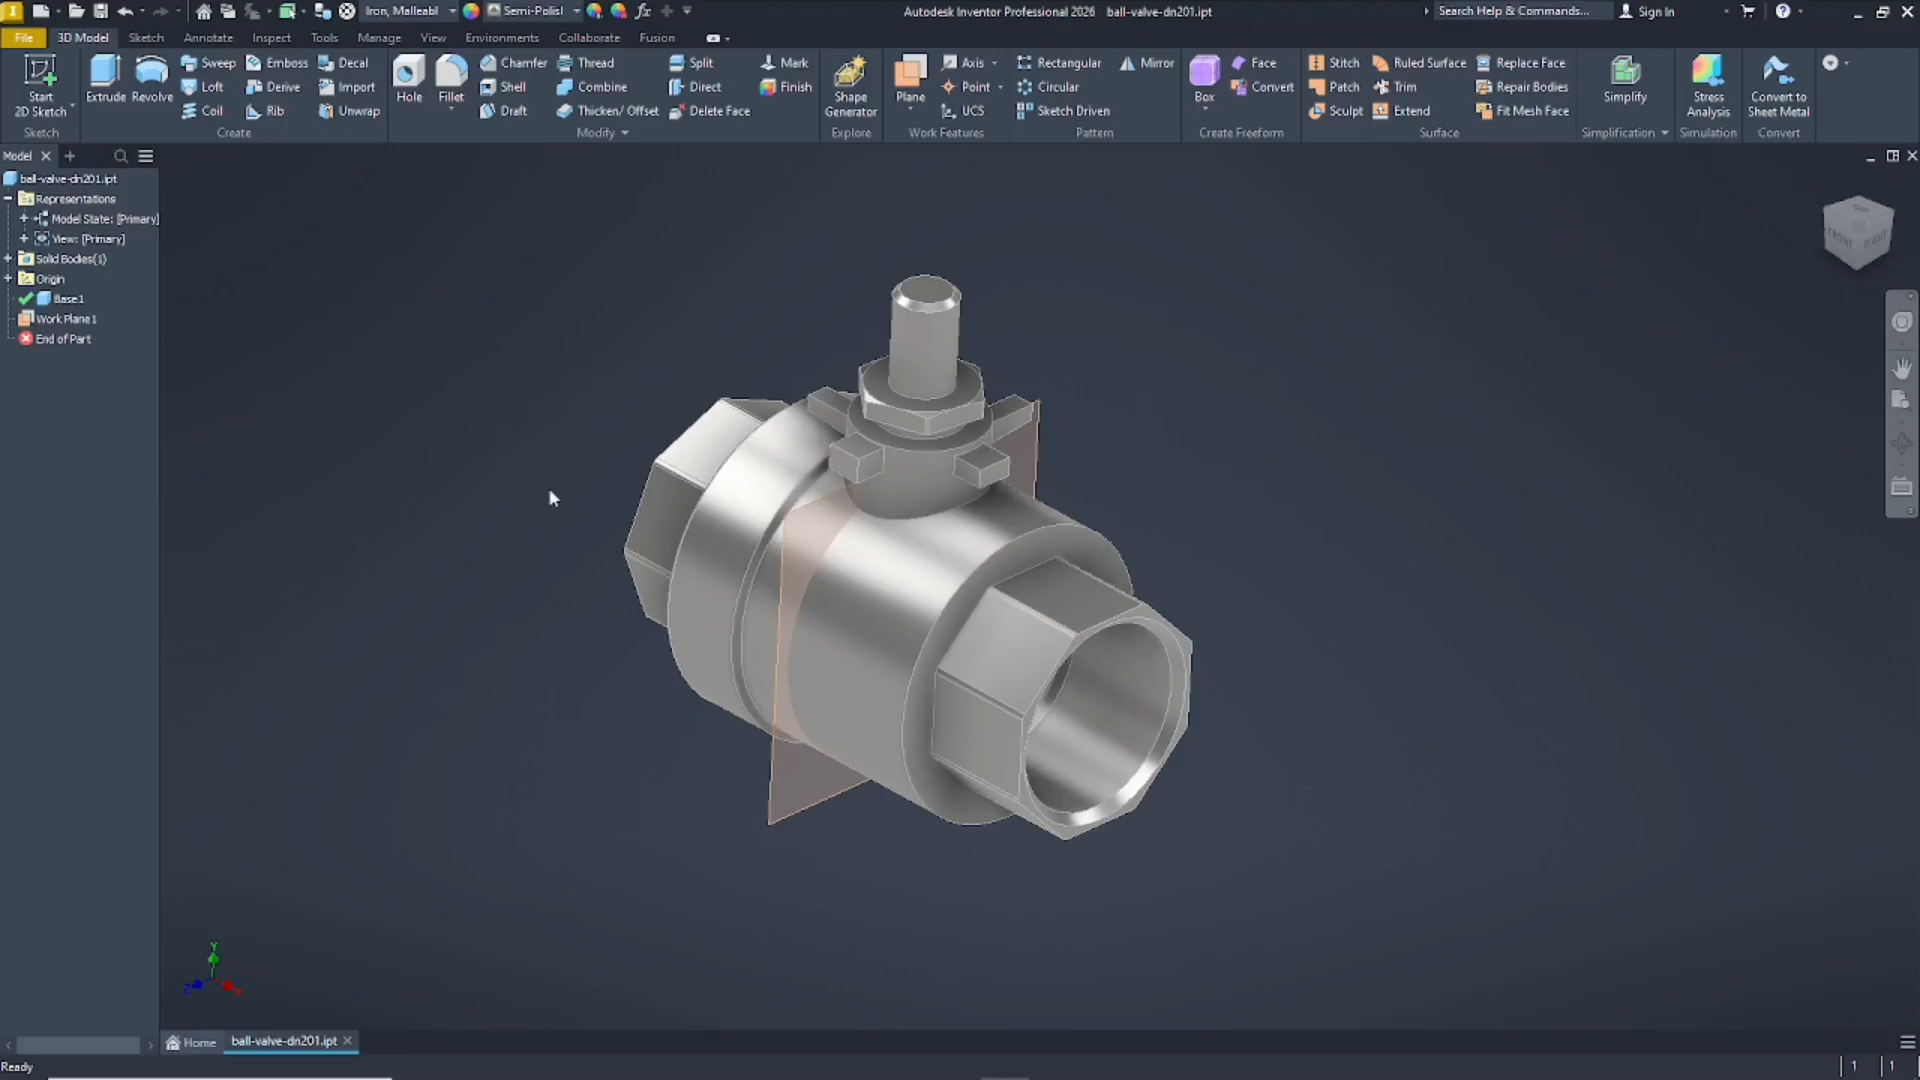 Iron, Malleabl Semi-Polisl fx Autodesk Inventor Professional 2026 ball-valve-dn201.ipt Search Help & Commands... Sign In
File 3D Model Sketch Annotate Inspect Tools Manage View Environments Collaborate Fusion
Start
2D Sketch
Sketch
Extrude Revolve
Sweep Emboss Decal
Loft Derive Import
Coil Rib Unwrap
Create
Hole Fillet
Chamfer Thread Split Mark
Shell Combine Direct Finish
Draft Thicken/ Offset Delete Face
Modify
Shape
Generator
Explore
Plane
Axis
Point
UCS
Work Features
Rectangular Mirror
Circular
Sketch Driven
Pattern
Box
Face
Convert
Create Freeform
Stitch Ruled Surface Replace Face
Patch Trim Repair Bodies
Sculpt Extend Fit Mesh Face
Surface
Simplify
Simplification
Stress
Analysis
Simulation
Convert to
Sheet Metal
Convert
Model
ball-valve-dn201.ipt
Representations
Model State: [Primary]
View: [Primary]
Solid Bodies(1)
Origin
Base1
Work Plane1
End of Part
FRONT RIGHT
Y
Z
X
Home ball-valve-dn201.ipt
Ready 1 1